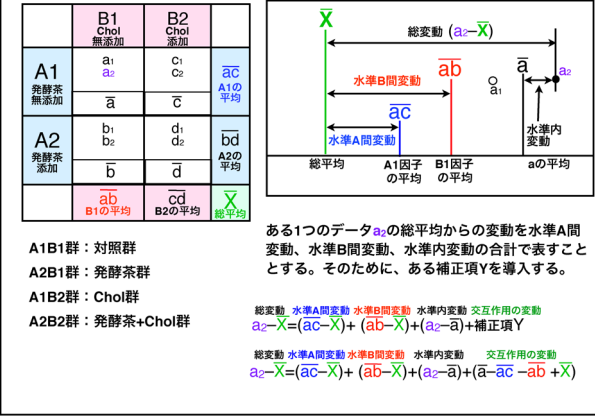 B1
Chol
無添加
B2
Chol
添加
A1
発酵茶
無添加
a₁
a₂
c₁
c₂
a̅
c̅
a̅c̅
A1の
平均
A2
発酵茶
添加
b₁
b₂
d₁
d₂
b̅
d̅
b̅d̅
A2の
平均
a̅b̅
B1の平均
c̅d̅
B2の平均
X̅
総平均
A1B1群：対照群
A2B1群：発酵茶群
A1B2群：Chol群
A2B2群：発酵茶+Chol群
X̅
総変動 (a₂−X̅)
水準B間変動
a̅b̅
a₁
a̅
a₂
a̅c̅
水準A間変動
水準内
変動
総平均
A1因子
の平均
B1因子
の平均
aの平均
ある1つのデータa₂の総平均からの変動を水準A間
変動、水準B間変動、水準内変動の合計で表すこと
とする。そのために、ある補正項Yを導入する。
総変動 水準A間変動 水準B間変動 水準内変動 交互作用の変動
a₂−X̅=(a̅c̅−X̅)+ (a̅b̅−X̅)+(a₂−a̅)+補正項Y
総変動 水準A間変動 水準B間変動 水準内変動 交互作用の変動
a₂−X̅=(a̅c̅−X̅)+ (a̅b̅−X̅)+(a₂−a̅)+(a̅−a̅c̅ −a̅b̅ +X̅)